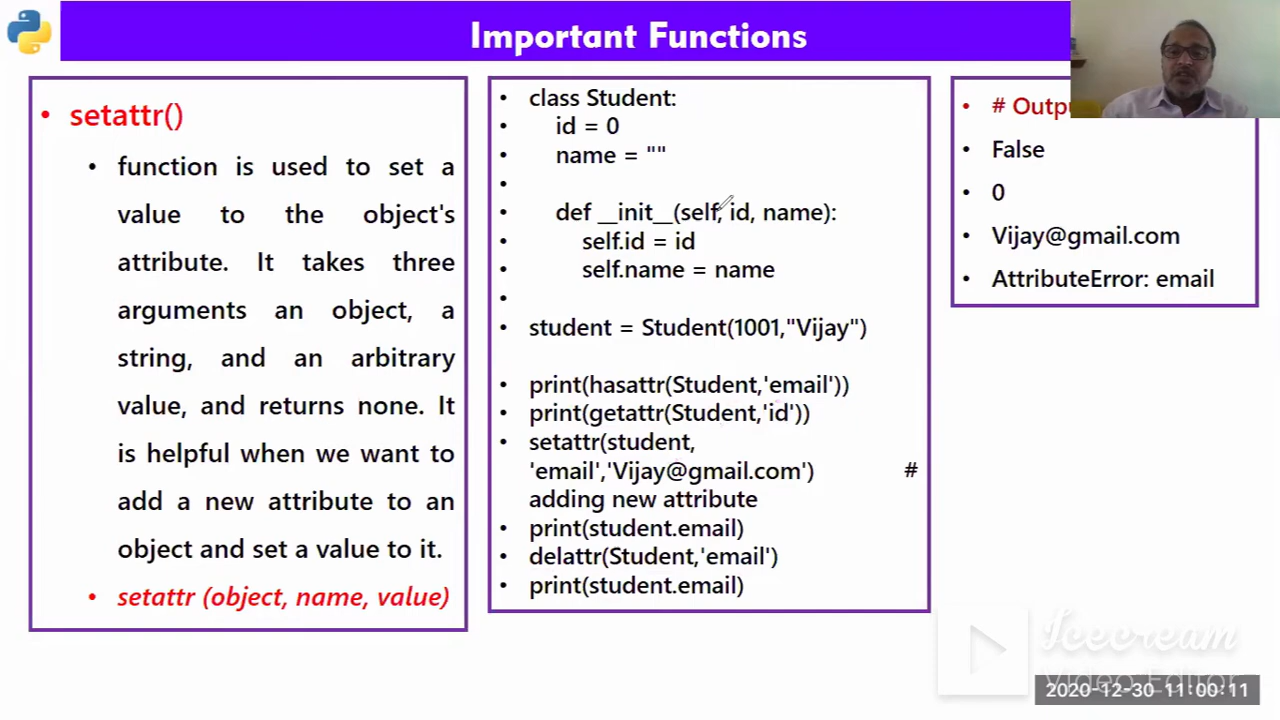 Important Functions
• setattr()
• function is used to set a
value to the object's
attribute. It takes three
arguments an object, a
string, and an arbitrary
value, and returns none. It
is helpful when we want to
add a new attribute to an
object and set a value to it.
• setattr (object, name, value)
• class Student:
• id = 0
• name = ""
•
• def __init__(self, id, name):
• self.id = id
• self.name = name
•
• student = Student(1001,"Vijay")
• print(hasattr(Student,'email'))
• print(getattr(Student,'id'))
• setattr(student,
'email','Vijay@gmail.com') #
adding new attribute
• print(student.email)
• delattr(Student,'email')
• print(student.email)
• # Outp
• False
• 0
• Vijay@gmail.com
• AttributeError: email
Icecream
Video Editor
2020-12-30 11:00:11